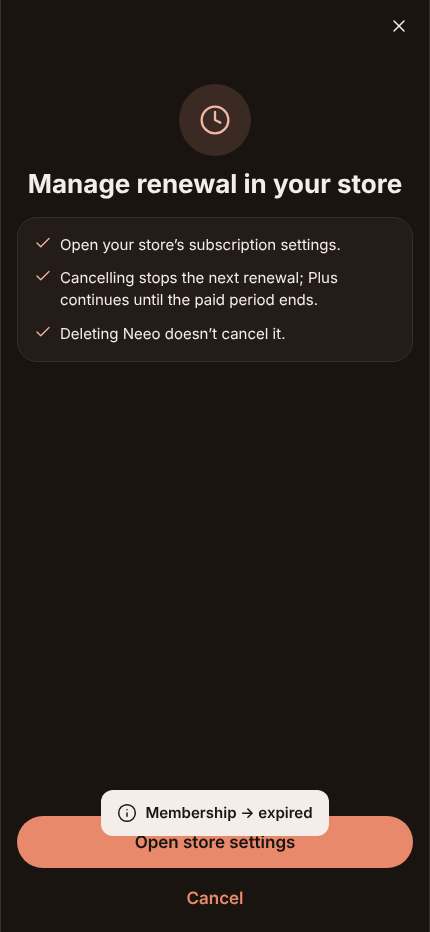 Manage renewal in your store
Open your store’s subscription settings.
Cancelling stops the next renewal; Plus
continues until the paid period ends.
Deleting Neeo doesn’t cancel it.
Membership → expired
Open store settings
Cancel